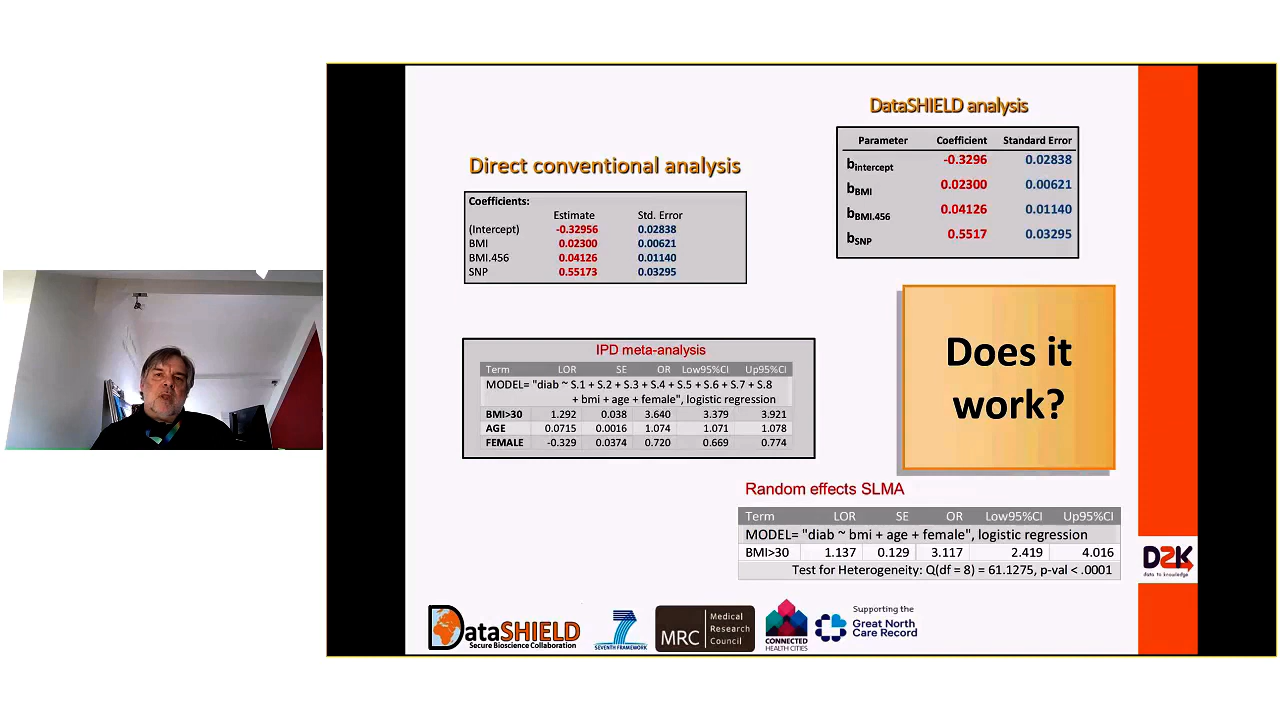 DataSHIELD analysis
Parameter Coefficient Standard Error
bintercept -0.3296 0.02838
bBMI 0.02300 0.00621
bBMI.456 0.04126 0.01140
bSNP 0.5517 0.03295
Direct conventional analysis
Coefficients:
Estimate Std. Error
(Intercept) -0.32956 0.02838
BMI 0.02300 0.00621
BMI.456 0.04126 0.01140
SNP 0.55173 0.03295
Does it
work?
IPD meta-analysis
Term LOR SE OR Low95%CI Up95%CI
MODEL= "diab ~ S.1 + S.2 + S.3 + S.4 + S.5 + S.6 + S.7 + S.8
+ bmi + age + female", logistic regression
BMI>30 1.292 0.038 3.640 3.379 3.921
AGE 0.0715 0.0016 1.074 1.071 1.078
FEMALE -0.329 0.0374 0.720 0.669 0.774
Random effects SLMA
Term LOR SE OR Low95%CI Up95%CI
MODEL= "diab ~ bmi + age + female", logistic regression
BMI>30 1.137 0.129 3.117 2.419 4.016
Test for Heterogeneity: Q(df = 8) = 61.1275, p-val < .0001
D2K
data to knowledge
DataSHIELD
Secure Bioscience Collaboration
7
SEVENTH FRAMEWORK
MRC
Medical
Research
Council
CONNECTED
HEALTH CITIES
Supporting the
Great North
Care Record